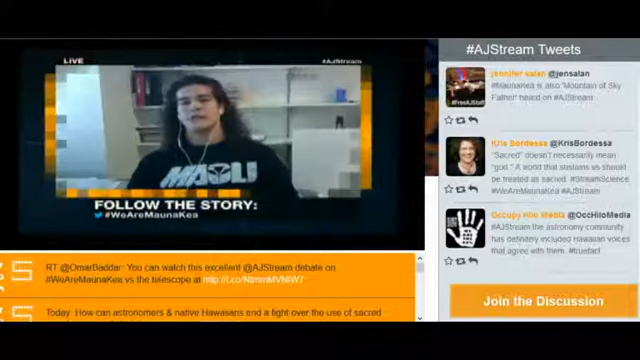 LIVE
#AJStream
MAOLI
FOLLOW THE STORY:
#WeAreMaunaKea
RT @OmarBaddar: You can watch this excellent @AJStream debate on
#WeAreMaunaKea vs the telescope at
Today: How can astronomers & native Hawaiians end a fight over the use of sacred
#AJStream Tweets
jennifer salan @jensalan
#MaunaKea is also "Mountain of Sky
Father" heard on #AJStream
#FreeAJStaff
Kris Bordessa @KrisBordessa
"Sacred" doesn't necessarily mean
"god." A world that sustains us should
be treated as sacred. #StreamScience
#WeAreMaunaKea #AJStream
Occupy Hilo Media @OccHiloMedia
#AJStream the astronomy community
has definitely included Hawaiian voices
that agree with them. #truefact
Join the Discussion